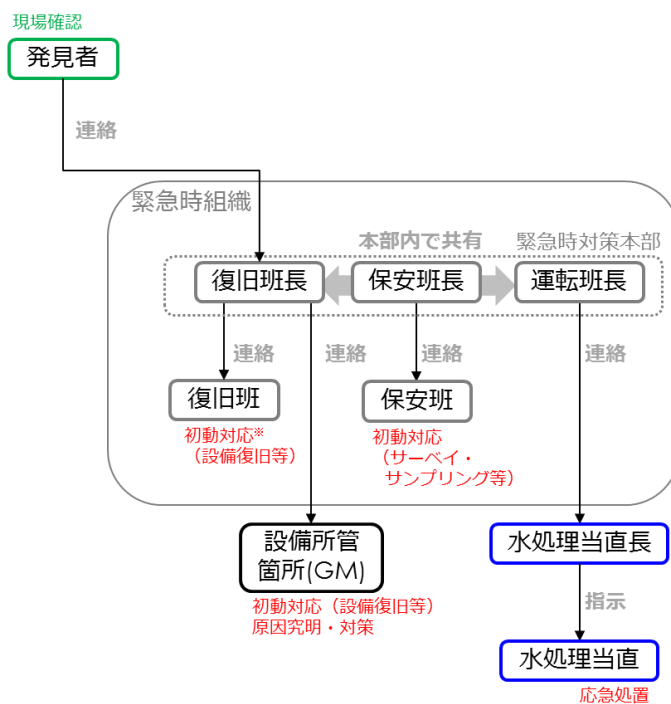 現場確認
発見者
連絡
緊急時組織
本部内で共有
緊急時対策本部
復旧班長
保安班長
運転班長
連絡
連絡
連絡
連絡
復旧班
保安班
初動対応※
（設備復旧等）
初動対応
（サーベイ・
サンプリング等）
設備所管
箇所(GM)
水処理当直長
初動対応（設備復旧等）
原因究明・対策
指示
水処理当直
応急処置